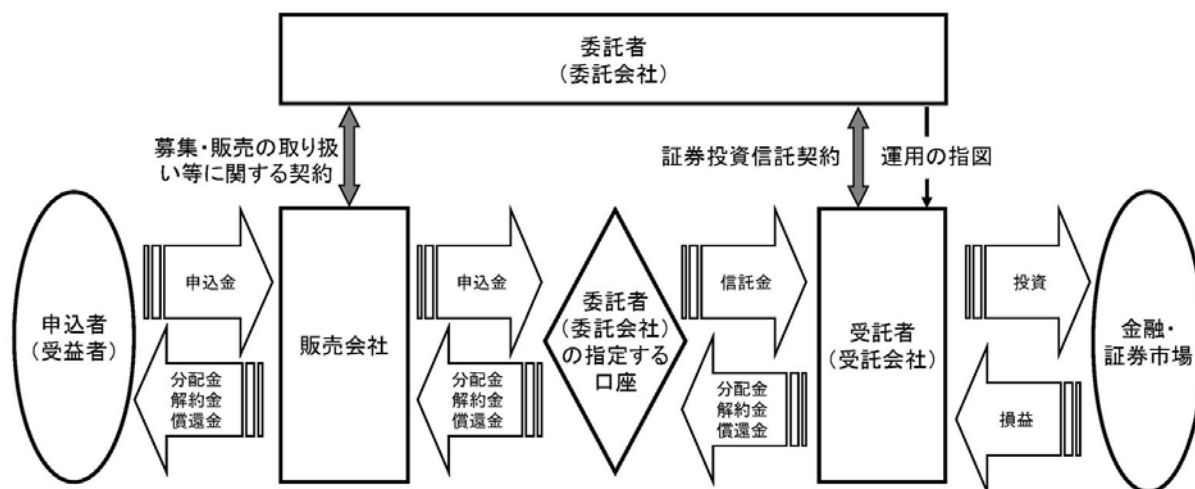 委託者
(委託会社)
募集・販売の取り扱
い等に関する契約
証券投資信託契約
運用の指図
申込者
(受益者)
申込金
分配金
解約金
償還金
販売会社
申込金
分配金
解約金
償還金
委託者
(委託会社)
の指定する
口座
信託金
分配金
解約金
償還金
受託者
(受託会社)
投資
損益
金融・
証券市場